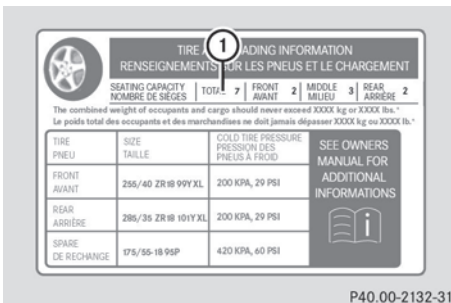 1
TIRE AND LOADING INFORMATION
RENSEIGNEMENTS SUR LES PNEUS ET LE CHARGEMENT
SEATING CAPACITY TOTAL 7 FRONT 2 MIDDLE 3 REAR 2
NOMBRE DE SIÈGES AVANT MILIEU ARRIÈRE
The combined weight of occupants and cargo should never exceed XXXX kg or XXXX lbs.*
Le poids total des occupants et des marchandises ne doit jamais dépasser XXXX kg ou XXXX lb.*
TIRE SIZE COLD TIRE PRESSURE
PNEU TAILLE PRESSION DES
PNEUS À FROID
FRONT
AVANT 255/40 ZR18 99Y XL 200 KPA, 29 PSI
REAR
ARRIÈRE 285/35 ZR18 101Y XL 200 KPA, 29 PSI
SPARE
DE RECHANGE 175/55-18 95P 420 KPA, 60 PSI
SEE OWNERS
MANUAL FOR
ADDITIONAL
INFORMATIONS
i
P40.00-2132-31